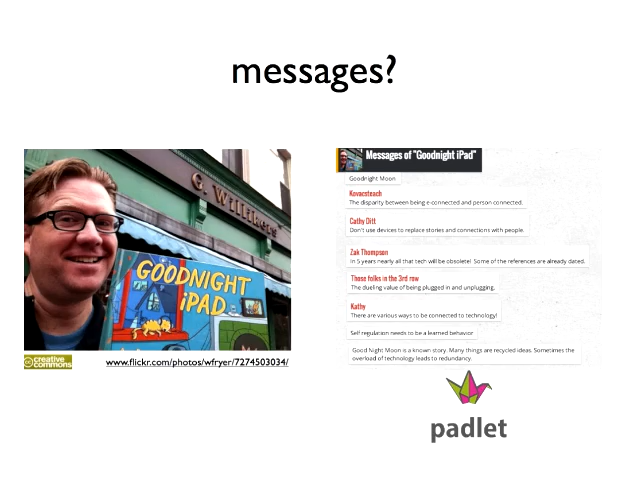 messages?
G. Willikers
GOODNIGHT
iPAD
creative
commons
www.flickr.com/photos/wfryer/7274503034/
Messages of "Goodnight iPad"
Goodnight Moon
Kovacsteach
The disparity between being e-connected and person connected.
Cathy Ditt
Don't use devices to replace stories and connections with people.
Zak Thompson
In 5 years nearly all that tech will be obsolete! Some of the references are already dated.
Those folks in the 3rd row
The dueling value of being plugged in and unplugging.
Kathy
There are various ways to be connected to technology!
Self regulation needs to be a learned behavior
Good Night Moon is a known story. Many things are recycled ideas. Sometimes the
overload of technology leads to redundancy.
padlet